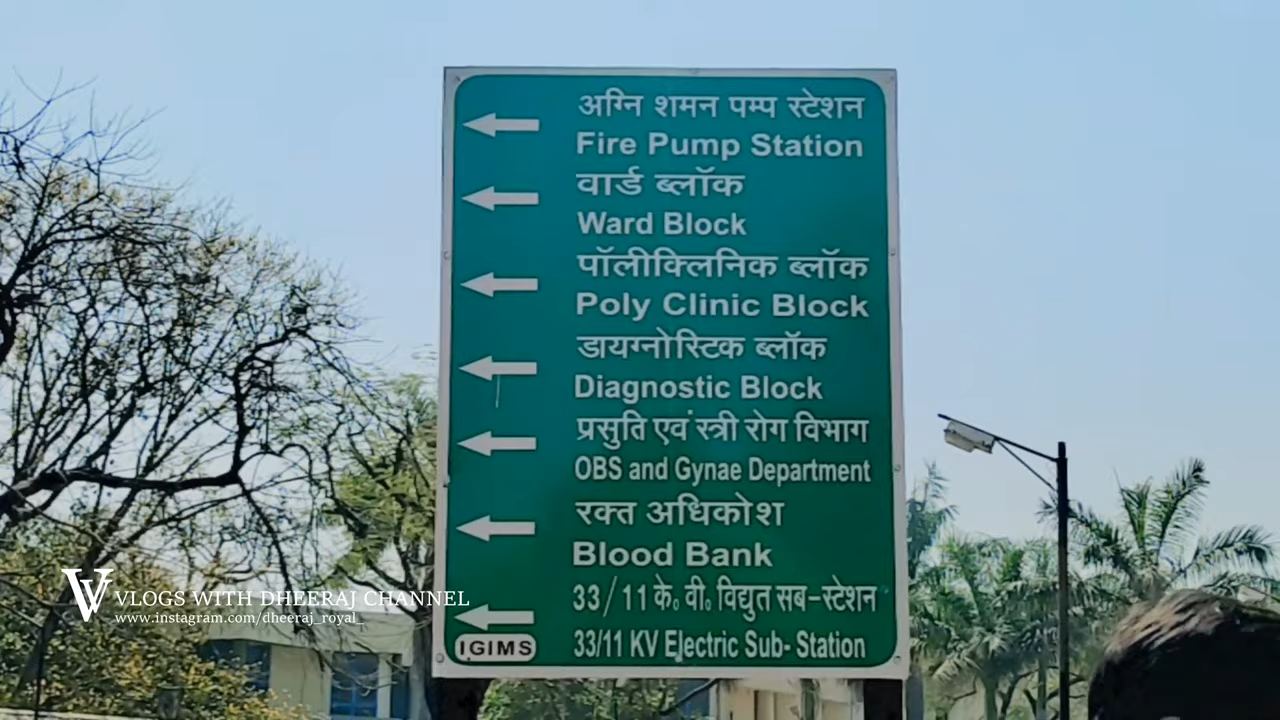 अग्नि शमन पम्प स्टेशन
Fire Pump Station
वार्ड ब्लॉक
Ward Block
पॉलीक्लिनिक ब्लॉक
Poly Clinic Block
डायग्नोस्टिक ब्लॉक
Diagnostic Block
प्रसुति एवं स्त्री रोग विभाग
OBS and Gynae Department
रक्त अधिकोश
Blood Bank
33/11 के॰ वी॰ विद्युत सब-स्टेशन
33/11 KV Electric Sub- Station
IGIMS
VLOGS WITH DHEERAJ CHANNEL
www.instagram.com/dheeraj_royal_